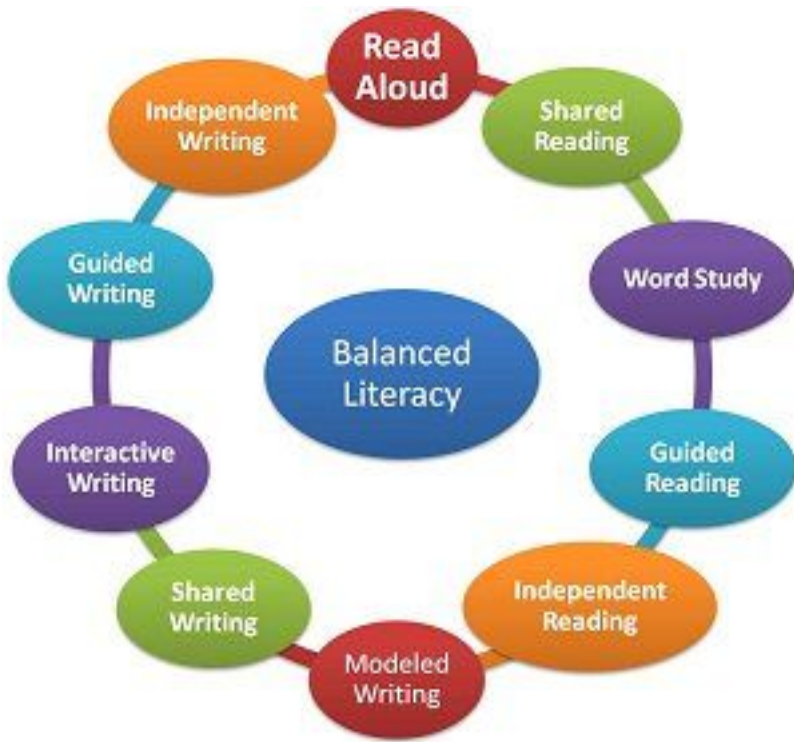 Read
Aloud
Shared
Reading
Word Study
Guided
Reading
Independent
Reading
Modeled
Writing
Shared
Writing
Interactive
Writing
Guided
Writing
Independent
Writing
Balanced
Literacy